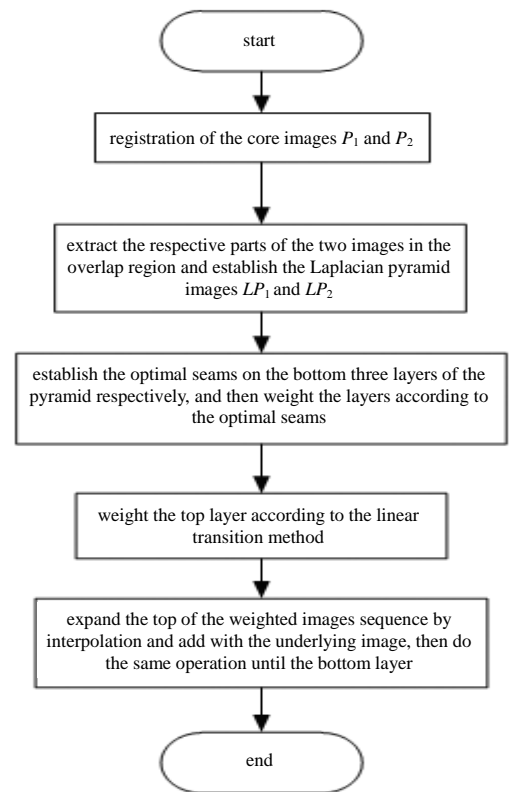 start
registration of the core images P1 and P2
extract the respective parts of the two images in the
overlap region and establish the Laplacian pyramid
images LP1 and LP2
establish the optimal seams on the bottom three layers of the
pyramid respectively, and then weight the layers according to
the optimal seams
weight the top layer according to the linear
transition method
expand the top of the weighted images sequence by
interpolation and add with the underlying image, then do
the same operation until the bottom layer
end